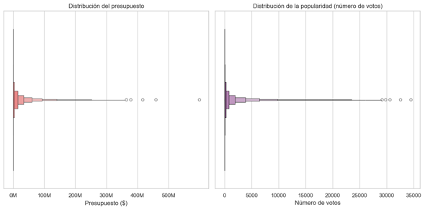 Distribución del presupuesto
0M 100M 200M 300M 400M 500M
Presupuesto ($)
Distribución de la popularidad (número de votos)
0 5000 10000 15000 20000 25000 30000 35000
Número de votos